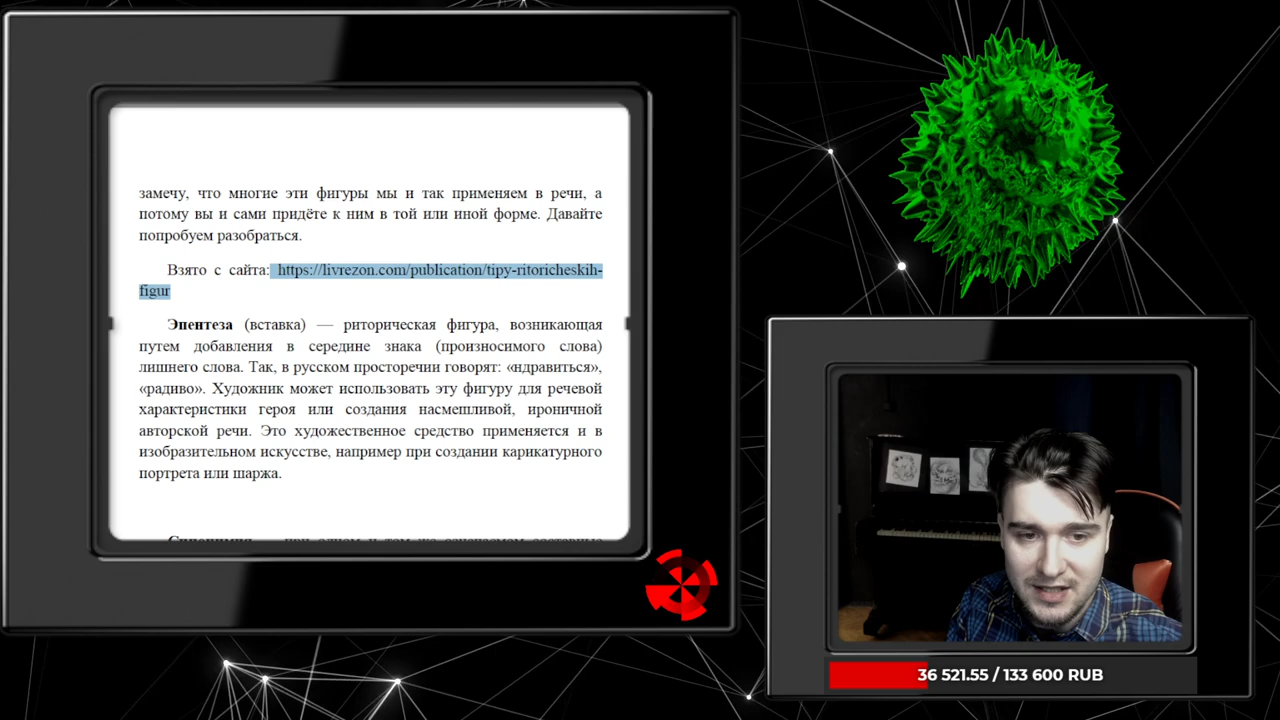 замечу, что многие эти фигуры мы и так применяем в речи, а
потому вы и сами придёте к ним в той или иной форме. Давайте
попробуем разобраться.
Взято с сайта: https://livrezon.com/publication/tipy-ritoricheskih-
figur
Эпентеза (вставка) — риторическая фигура, возникающая
путем добавления в середине знака (произносимого слова)
лишнего слова. Так, в русском просторечии говорят: «ндравиться»,
«радиво». Художник может использовать эту фигуру для речевой
характеристики героя или создания насмешливой, ироничной
авторской речи. Это художественное средство применяется и в
изобразительном искусстве, например при создании карикатурного
портрета или шаржа.
36 521.55 / 133 600 RUB